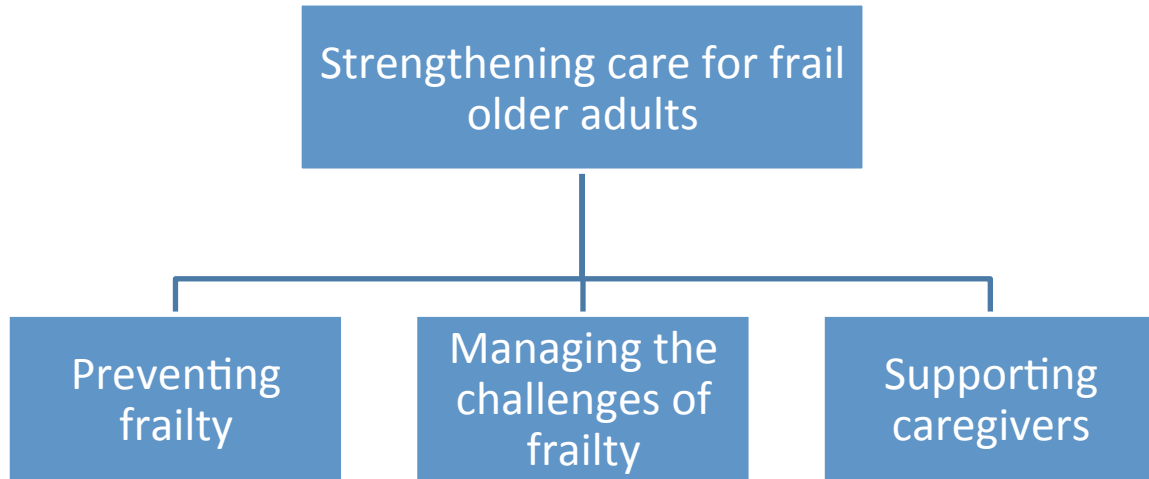 Strengthening care for frail
older adults
Preventing
frailty
Managing the
challenges of
frailty
Supporting
caregivers